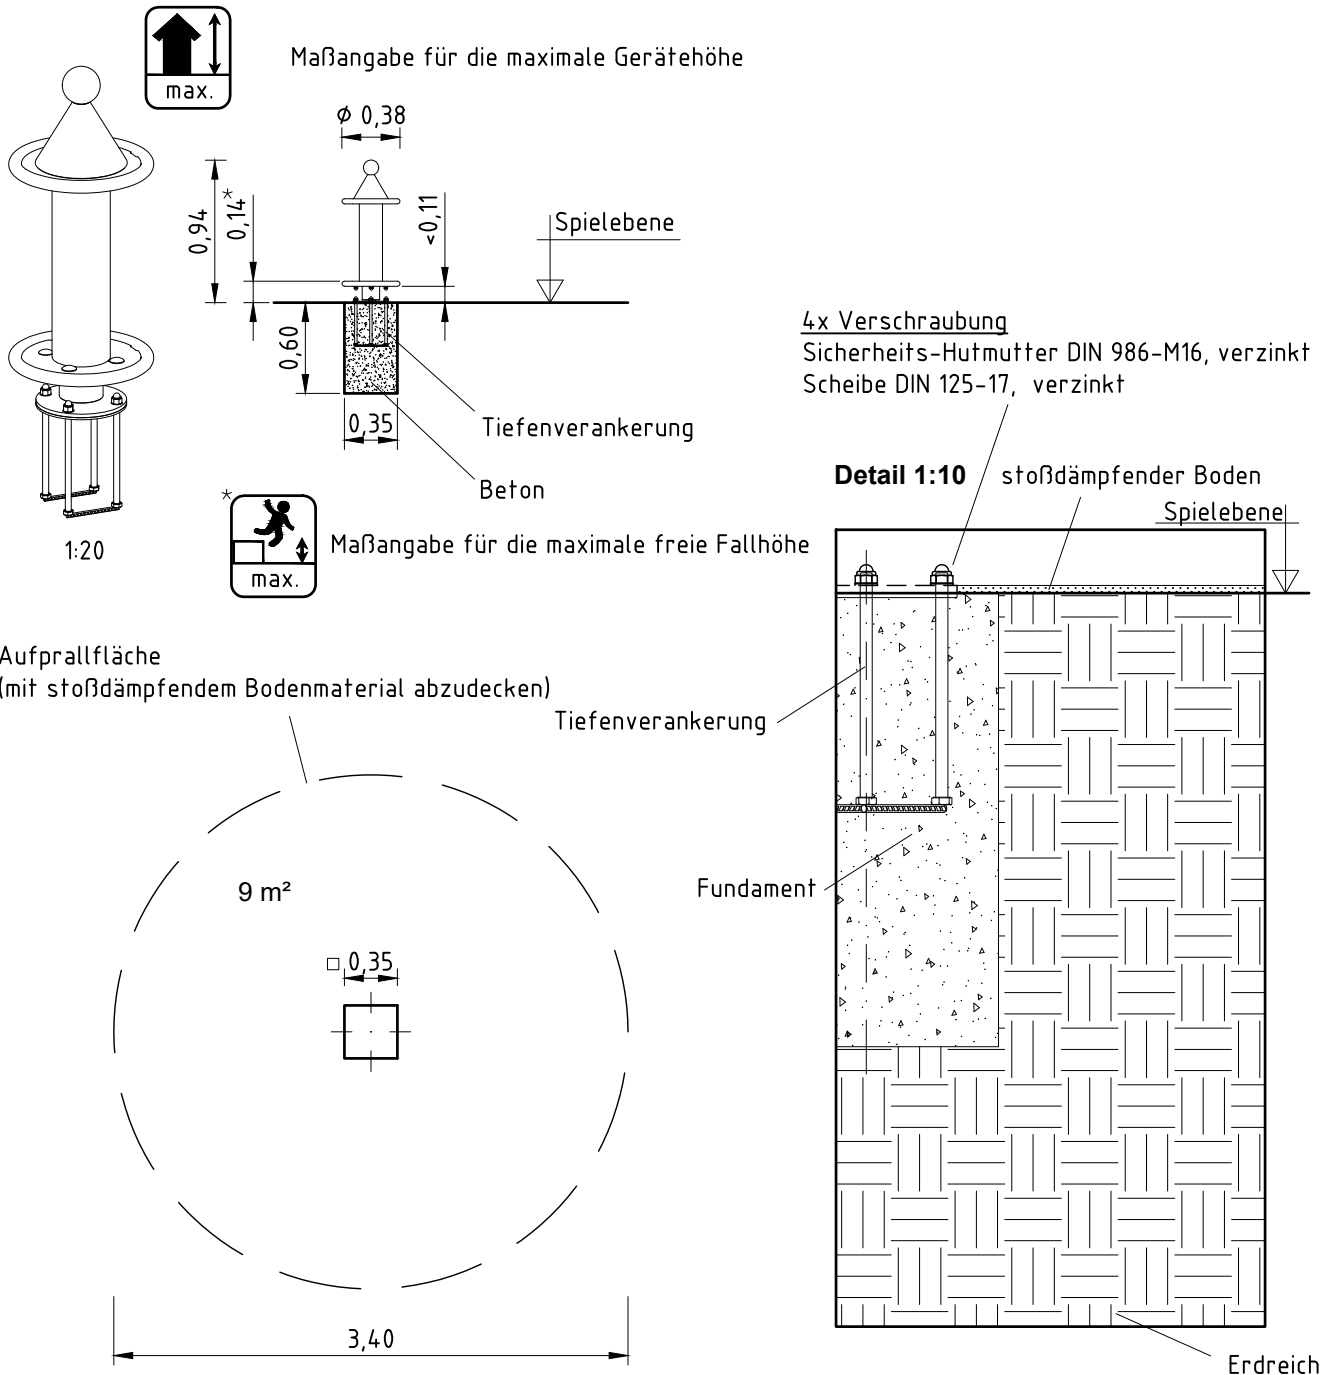 Maßangabe für die maximale Gerätehöhe
max.
ϕ 0,38
0,94
0,14*
<0,11
Spielebene
0,60
0,35
Tiefenverankerung
Beton
1:20
*
max.
Maßangabe für die maximale freie Fallhöhe
4x Verschraubung
Sicherheits-Hutmutter DIN 986-M16, verzinkt
Scheibe DIN 125-17, verzinkt
Detail 1:10
stoßdämpfender Boden
Spielebene
Tiefenverankerung
Fundament
Erdreich
Aufprallfläche
(mit stoßdämpfendem Bodenmaterial abzudecken)
9 m²
□ 0,35
3,40